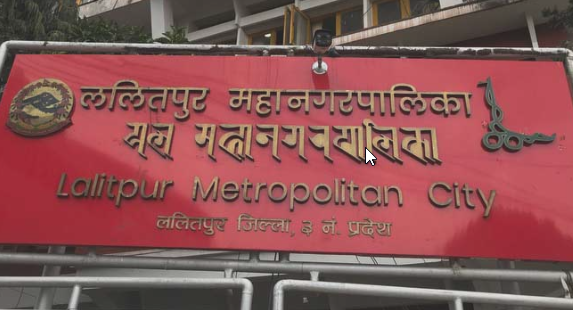 ललितपुर महानगरपालिका
𑐫𑐮 𑐩𑐴𑐵𑐣𑐐𑐬𑐥𑐵𑐮𑐶𑐎𑐵
Lalitpur Metropolitan City
ललितपुर जिल्ला, ३ नं. प्रदेश